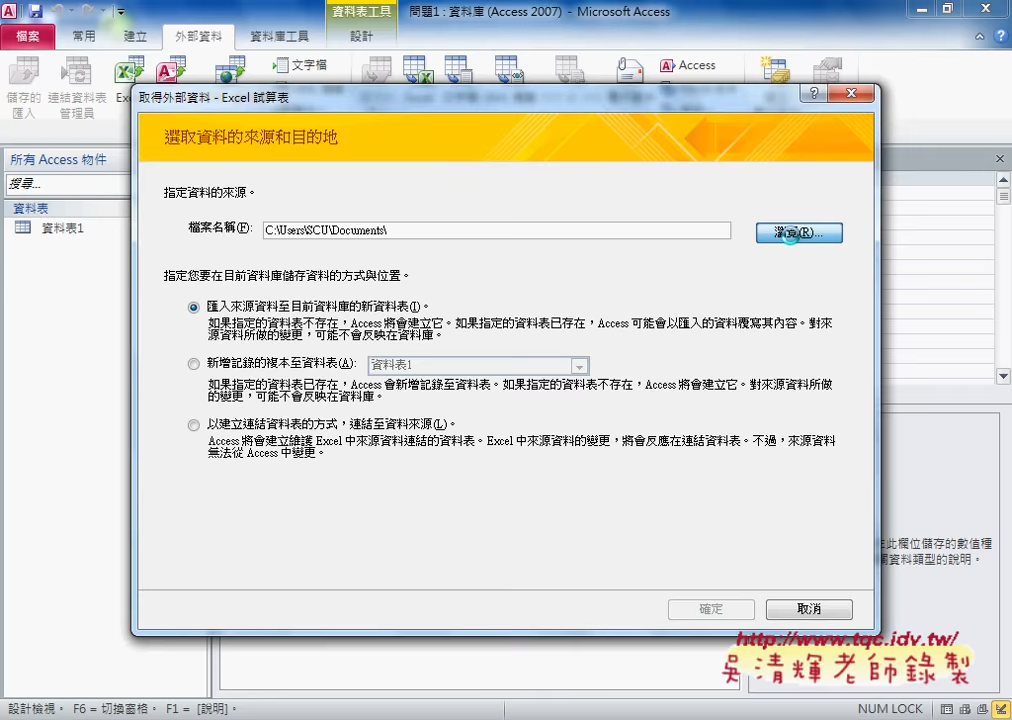 資料表工具
問題1 : 資料庫 (Access 2007) - Microsoft Access
檔案 常用 建立 外部資料 資料庫工具 設計
文字檔
Access
儲存的匯入
連結資料表管理員
取得外部資料 - Excel 試算表
選取資料的來源和目的地
所有 Access 物件
搜尋...
資料表
資料表1
指定資料的來源。
檔案名稱(F): C:\Users\SCU\Documents\ 瀏覽(R)...
指定您要在目前資料庫儲存資料的方式與位置。
匯入來源資料至目前資料庫的新資料表(I)。
如果指定的資料表不存在，Access 將會建立它。如果指定的資料表已存在，Access 可能會以匯入的資料覆寫其內容。對來
源資料所做的變更，可能不會反映在資料庫。
新增記錄的複本至資料表(A): 資料表1
如果指定的資料表已存在，Access 會新增記錄至資料表。如果指定的資料表不存在，Access 將會建立它。對來源資料所做
的變更，可能不會反映在資料庫。
以建立連結資料表的方式，連結至資料來源(L)。
Access 將會建立維護 Excel 中來源資料連結的資料表。Excel 中來源資料的變更，將會反應在連結資料表。不過，來源資料
無法從 Access 中變更。
此欄位儲存的數值種
欄資料類型的說明。
確定 取消
http://www.tqc.idv.tw/
吳清輝老師錄製
設計檢視。 F6 = 切換窗格。 F1 = [說明]。 NUM LOCK